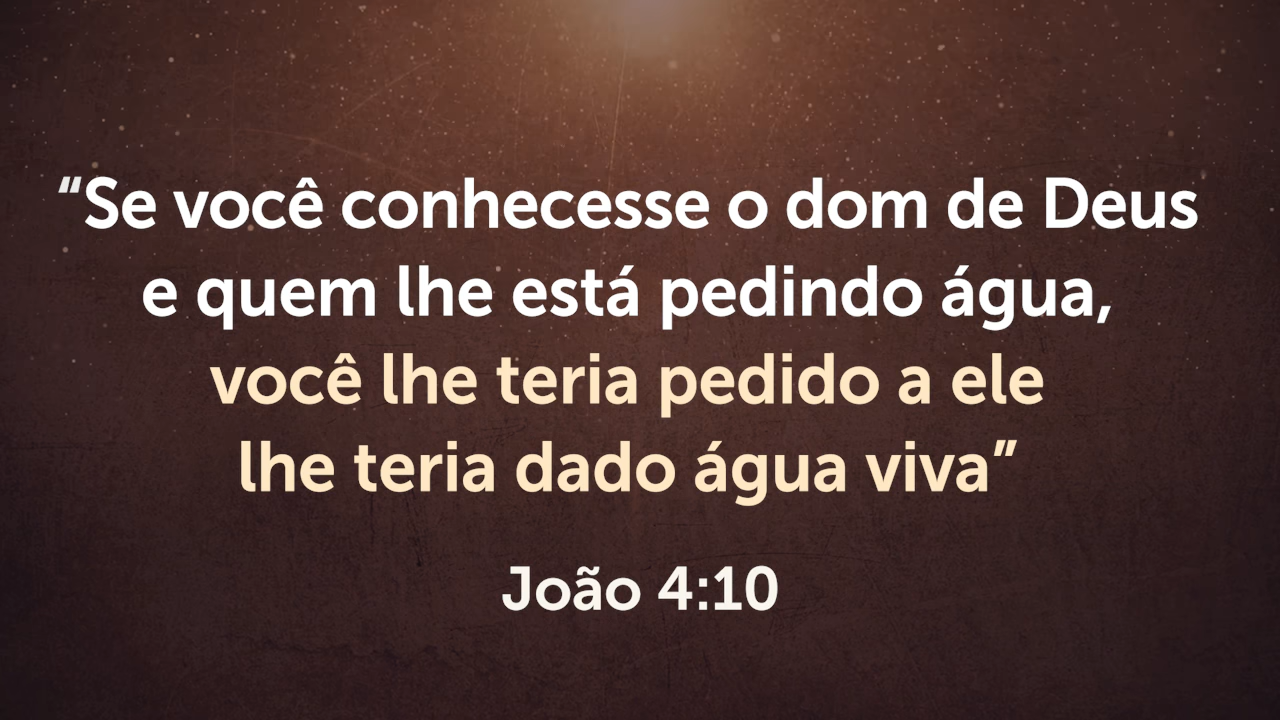 “Se você conhecesse o dom de Deus
e quem lhe está pedindo água,
você lhe teria pedido a ele
lhe teria dado água viva”
João 4:10